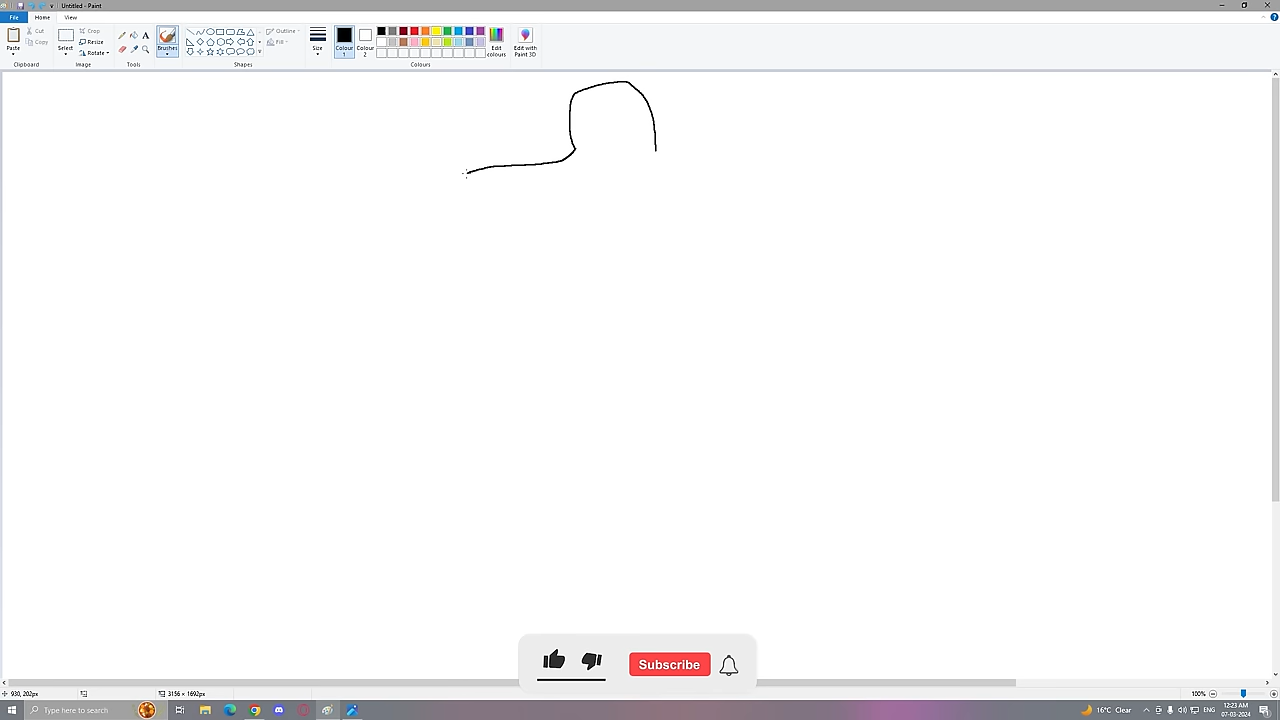 Untitled - Paint
File Home View
Paste Cut Copy Clipboard
Select Crop Resize Rotate Image
Tools
Brushes
Outline Fill Shapes
Size
Colour 1 Colour 2 Edit colours Colours
Edit with Paint 3D
Subscribe
930, 202px 3156 × 1692px 100%
Type here to search 16°C Clear ENG 12:23 AM 07-03-2024